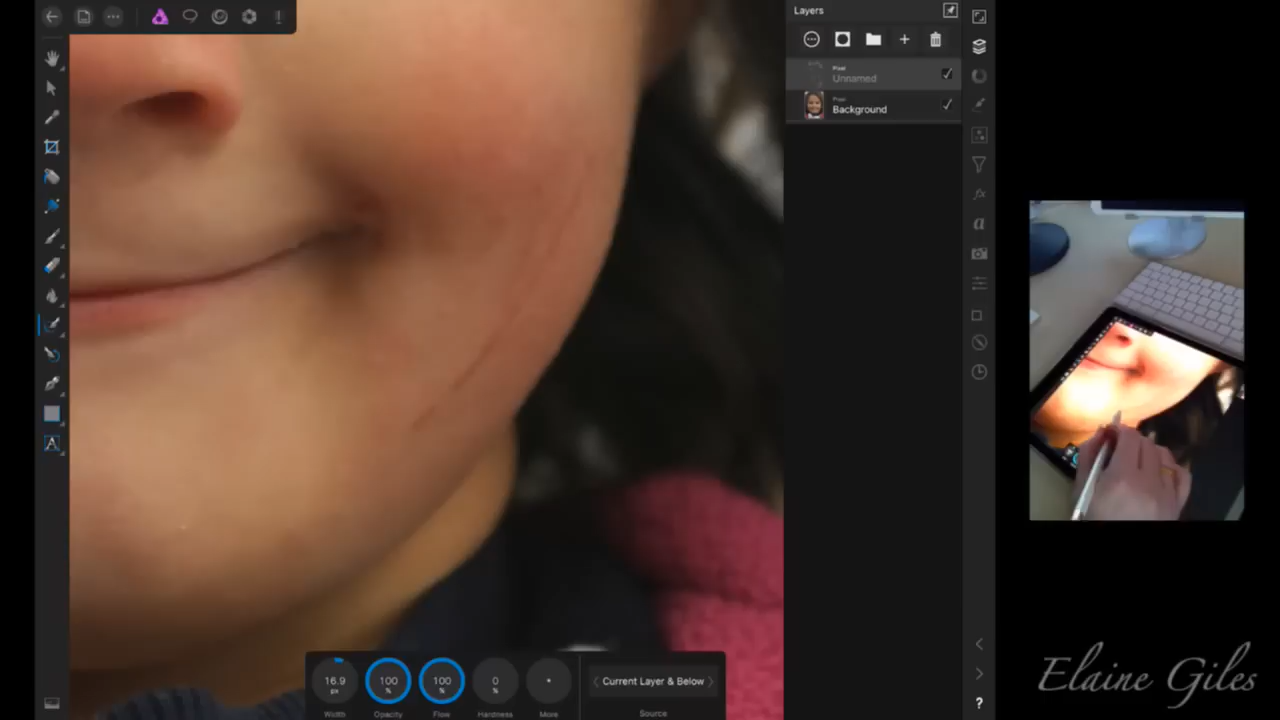 Layers
Pixel
Unnamed
Pixel
Background
fx
a
A
16.9
px
100
%
100
%
0
%
Current Layer & Below
Width
Opacity
Flow
Hardness
More
Source
?
Elaine Giles